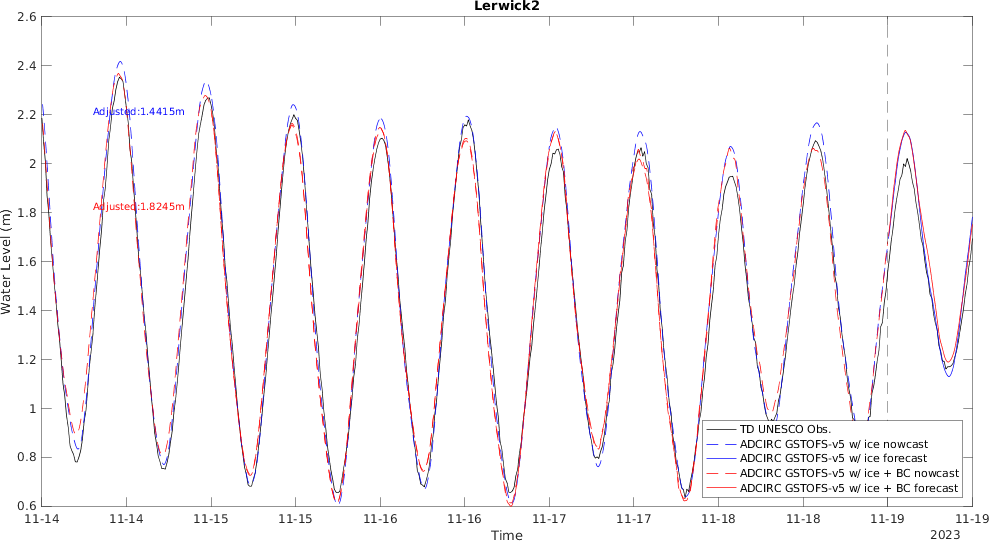 Lerwick2
2.6
2.4
2.2
2
1.8
1.6
1.4
1.2
1
0.8
0.6
Water Level (m)
Adjusted:1.4415m
Adjusted:1.8245m
TD UNESCO Obs.
ADCIRC GSTOFS-v5 w/ ice nowcast
ADCIRC GSTOFS-v5 w/ ice forecast
ADCIRC GSTOFS-v5 w/ ice + BC nowcast
ADCIRC GSTOFS-v5 w/ ice + BC forecast
11-14 11-14 11-15 11-15 11-16 11-16 11-17 11-17 11-18 11-18 11-19 11-19
Time
2023